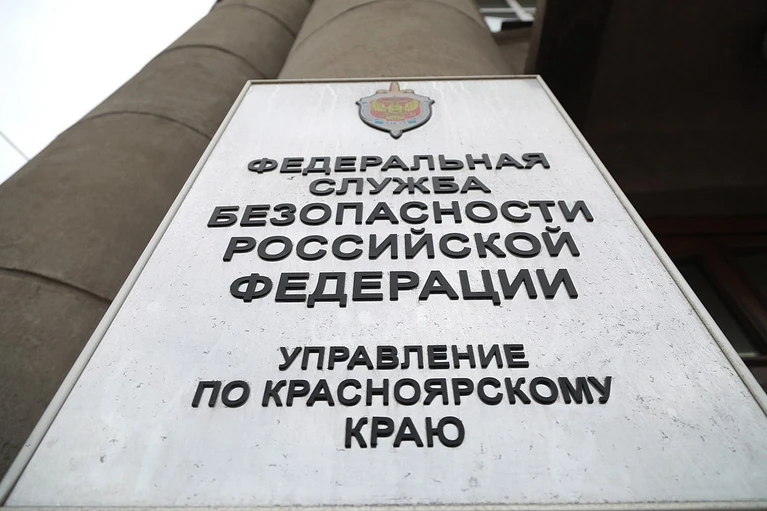 ФЕДЕРАЛЬНАЯ
СЛУЖБА
БЕЗОПАСНОСТИ
РОССИЙСКОЙ
ФЕДЕРАЦИИ
УПРАВЛЕНИЕ
ПО КРАСНОЯРСКОМУ
КРАЮ